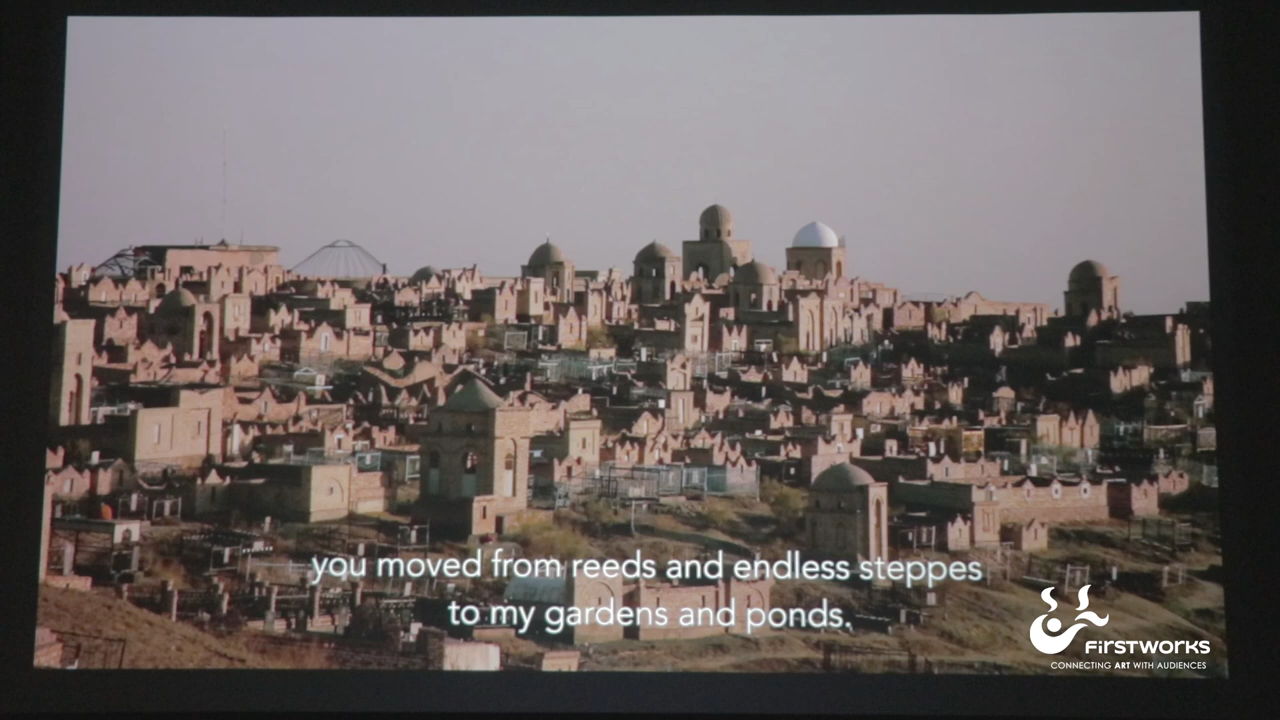 you moved from reeds and endless steppes
to my gardens and ponds.
FIRSTWORKS
CONNECTING ART WITH AUDIENCES